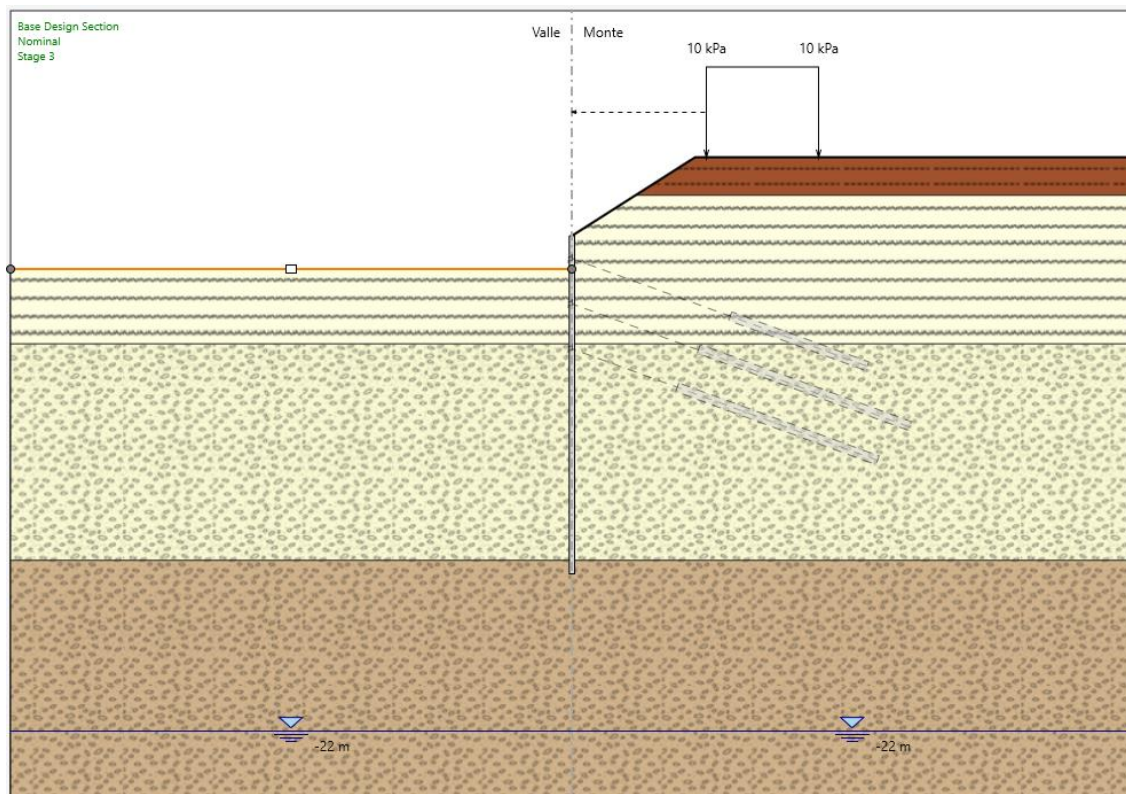 Base Design Section
Nominal
Stage 3
Valle
Monte
10 kPa
10 kPa
-22 m
-22 m